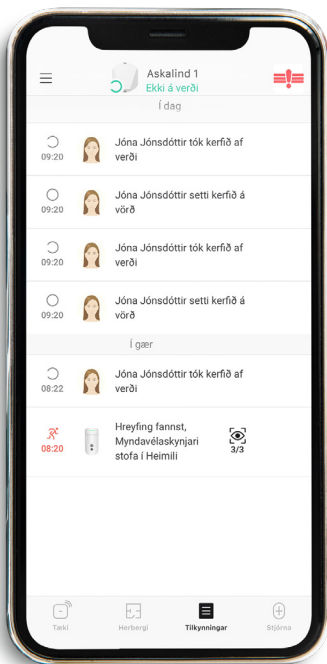 Askalind 1
Ekki á verði
Í dag
Jóna Jónsdóttir tók kerfið af
verði
09:20
Jóna Jónsdóttir setti kerfið á
vörð
09:20
Jóna Jónsdóttir tók kerfið af
verði
09:20
Jóna Jónsdóttir setti kerfið á
vörð
09:20
Í gær
Jóna Jónsdóttir tók kerfið af
verði
08:22
Hreyfing fannst,
Myndavélaskynjari
stofa í Heimili
08:20
3/3
Tæki
Herbergi
Tilkynningar
Stjórna